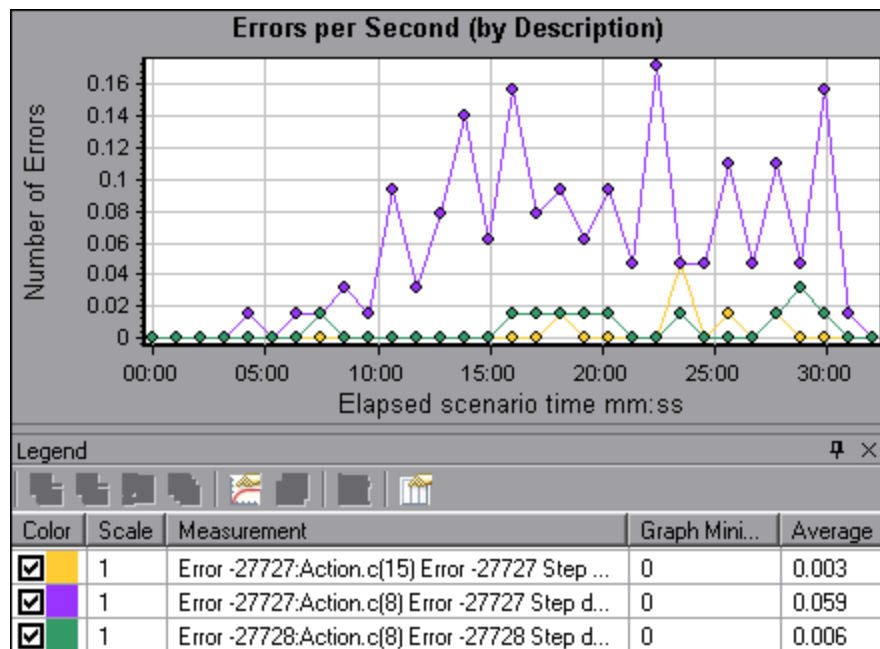 Errors per Second (by Description)
Number of Errors
0.16
0.14
0.12
0.1
0.08
0.06
0.04
0.02
0
00:00 05:00 10:00 15:00 20:00 25:00 30:00
Elapsed scenario time mm:ss
Legend
Color Scale Measurement Graph Mini... Average
1 Error -27727:Action.c(15) Error -27727 Step ... 0 0.003
1 Error -27727:Action.c(8) Error -27727 Step d... 0 0.059
1 Error -27728:Action.c(8) Error -27728 Step d... 0 0.006